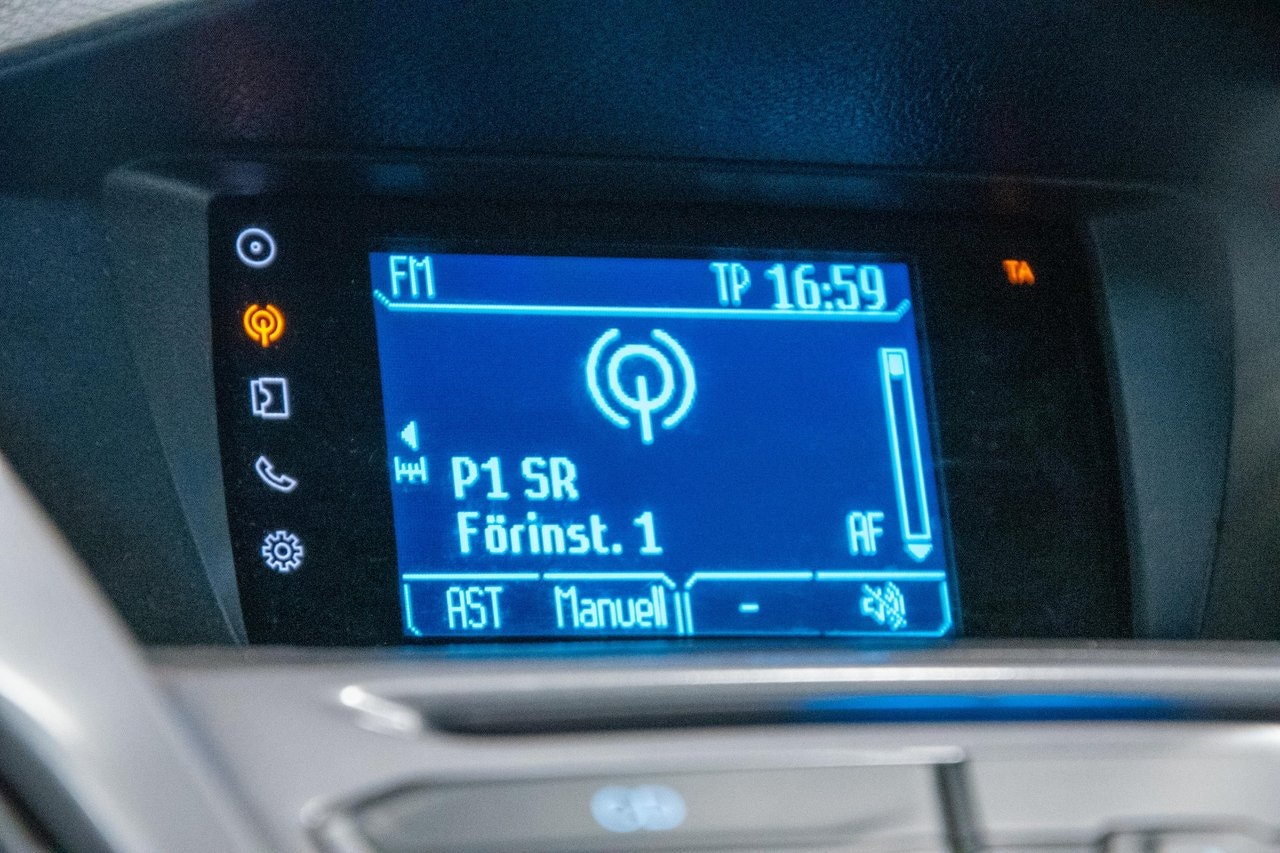 FM TP 16:59
TA
P1 SR
Förinst. 1 AF
AST Manuell -